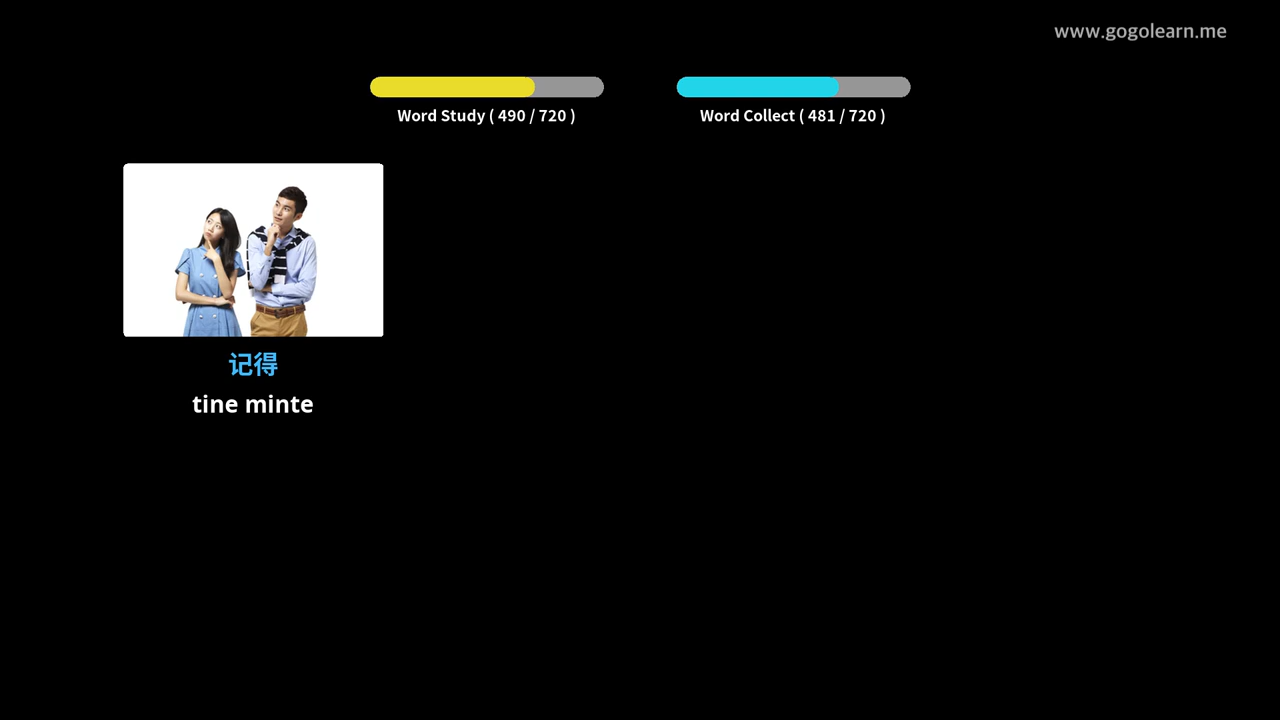 www.gogolearn.me
Word Study ( 490 / 720 )
Word Collect ( 481 / 720 )
记得
tine minte